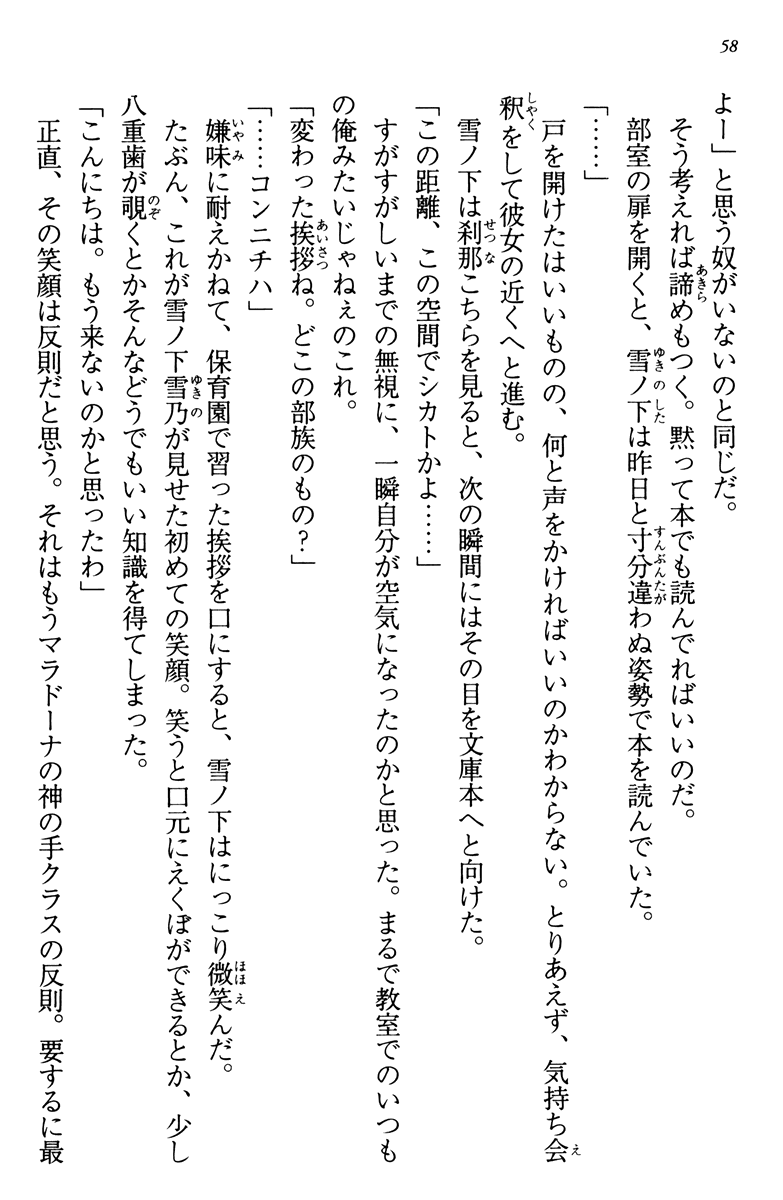 58
よー」と思う奴がいないのと同じだ。
そう考えれば諦めもつく。黙って本でも読んでればいいのだ。
部室の扉を開くと、雪ノ下は昨日と寸分違わぬ姿勢で本を読んでいた。
「……」
戸を開けたはいいものの、何と声をかければいいのかわからない。とりあえず、気持ち会
釈をして彼女の近くへと進む。
雪ノ下は刹那こちらを見ると、次の瞬間にはその目を文庫本へと向けた。
「この距離、この空間でシカトかよ……」
すがすがしいまでの無視に、一瞬自分が空気になったのかと思った。まるで教室でのいつも
の俺みたいじゃねぇのこれ。
「変わった挨拶ね。どこの部族のもの?」
「……コンニチハ」
嫌味に耐えかねて、保育園で習った挨拶を口にすると、雪ノ下はにっこり微笑んだ。
たぶん、これが雪ノ下雪乃が見せた初めての笑顔。笑うと口元にえくぼができるとか、少し
八重歯が覗くとかそんなどうでもいい知識を得てしまった。
「こんにちは。もう来ないのかと思ったわ」
正直、その笑顔は反則だと思う。それはもうマラドーナの神の手クラスの反則。要するに最